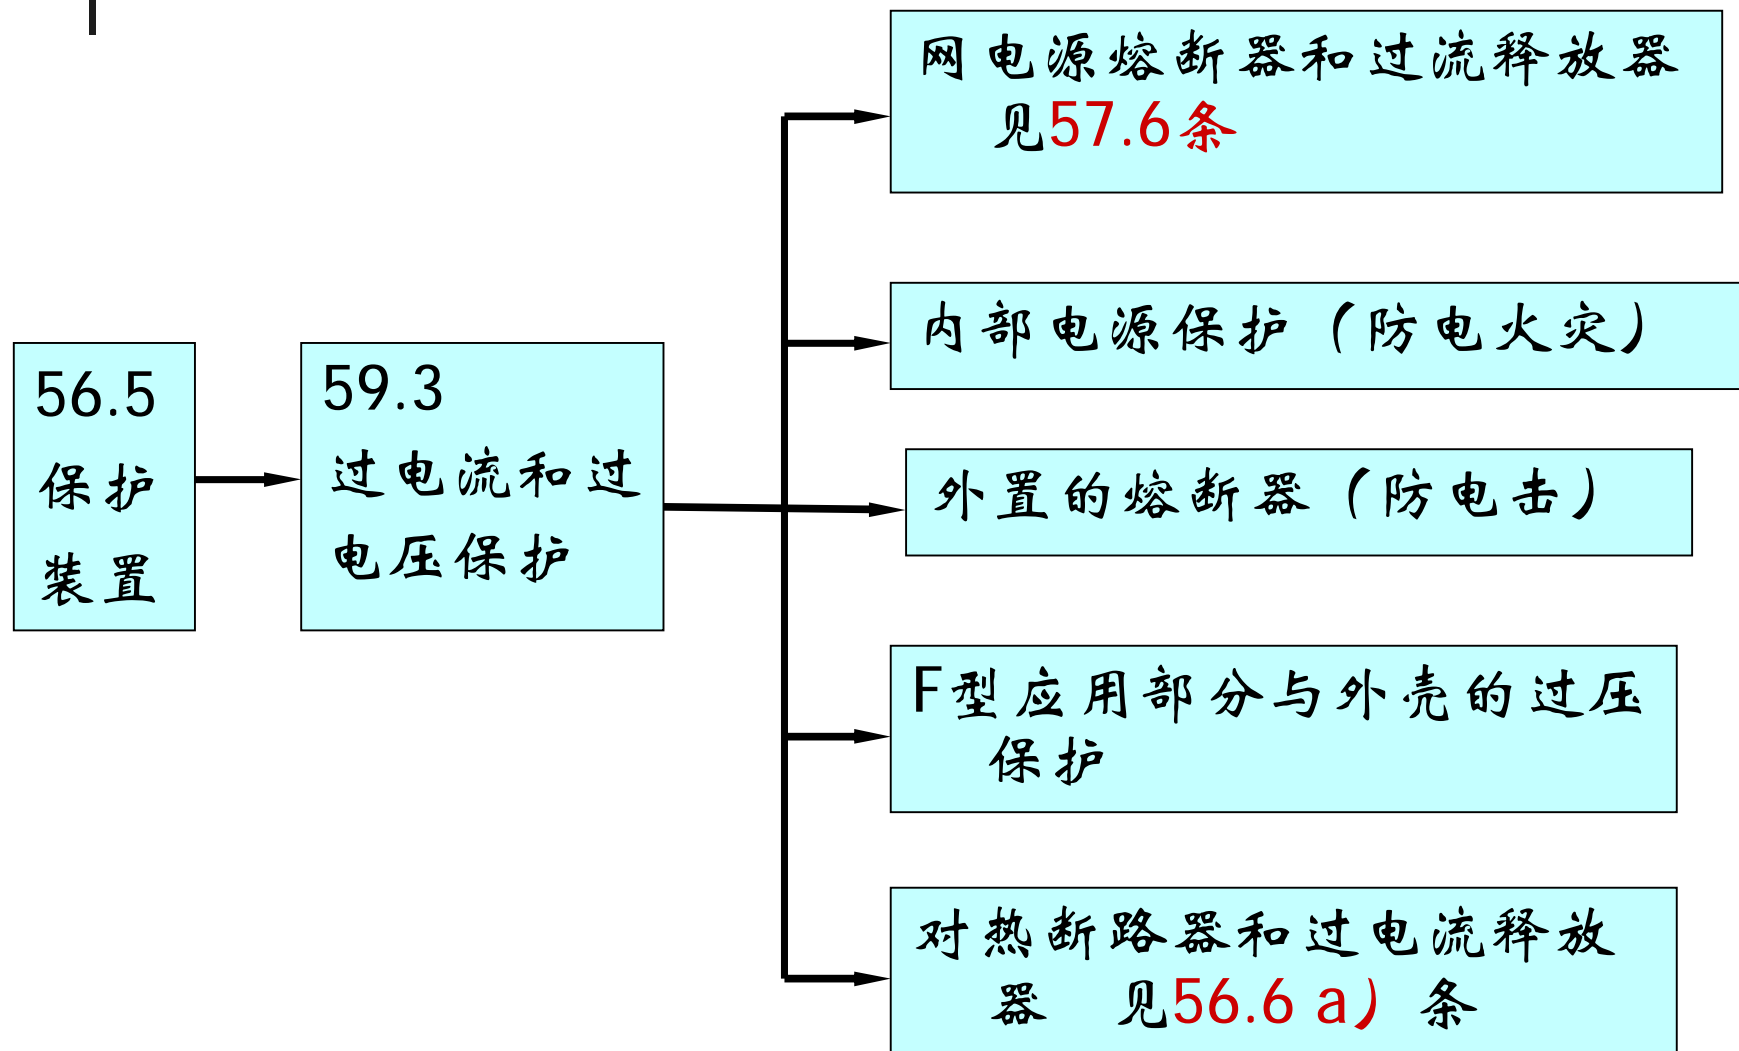 56.5
保护
装置
59.3
过电流和过
电压保护
网电源熔断器和过流释放器
见57.6条
内部电源保护（防电火灾）
外置的熔断器（防电击）
F型应用部分与外壳的过压
保护
对热断路器和过电流释放
器 见56.6 a）条